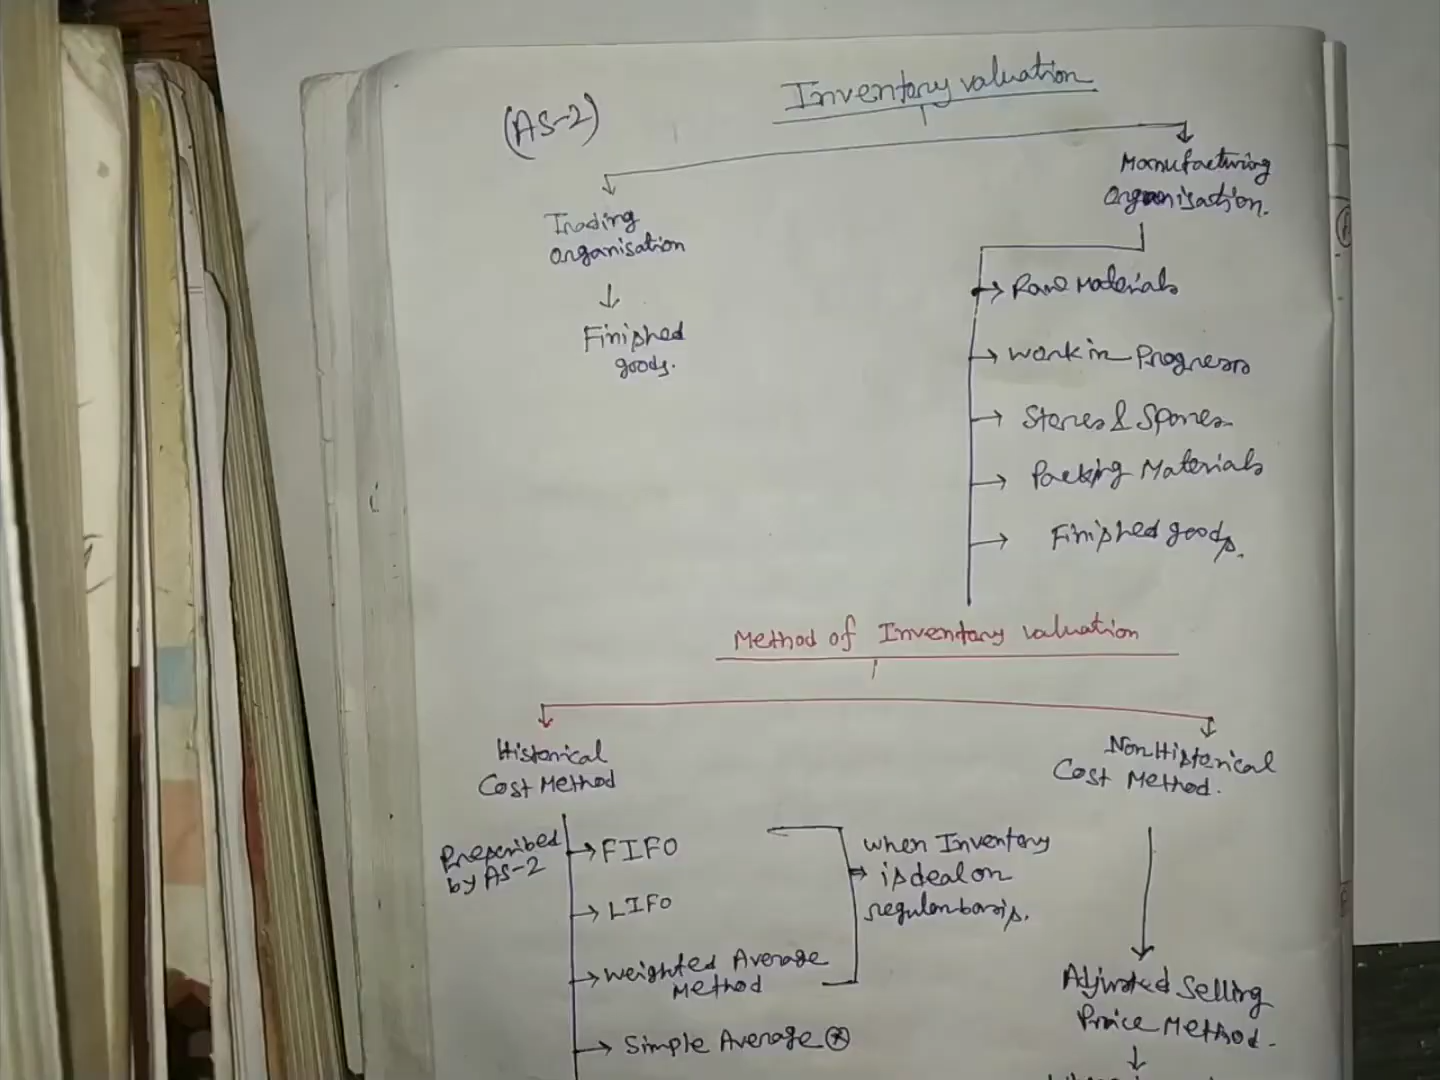 Inventory valuation
(AS-2)
Manufacturing
Organisation.
Trading
organisation
Finished
goods.
Raw Materials
Work in Progress
Stores & Spares
Packing Materials
Finished goods.
Method of Inventory valuation
Historical
Cost Method
Non Historical
Cost Method.
Prescribed
by AS-2
FIFO
LIFO
Weighted Average
Method
Simple Average
when Inventory
is deal on
regular basis.
Adjusted Selling
Price Method.